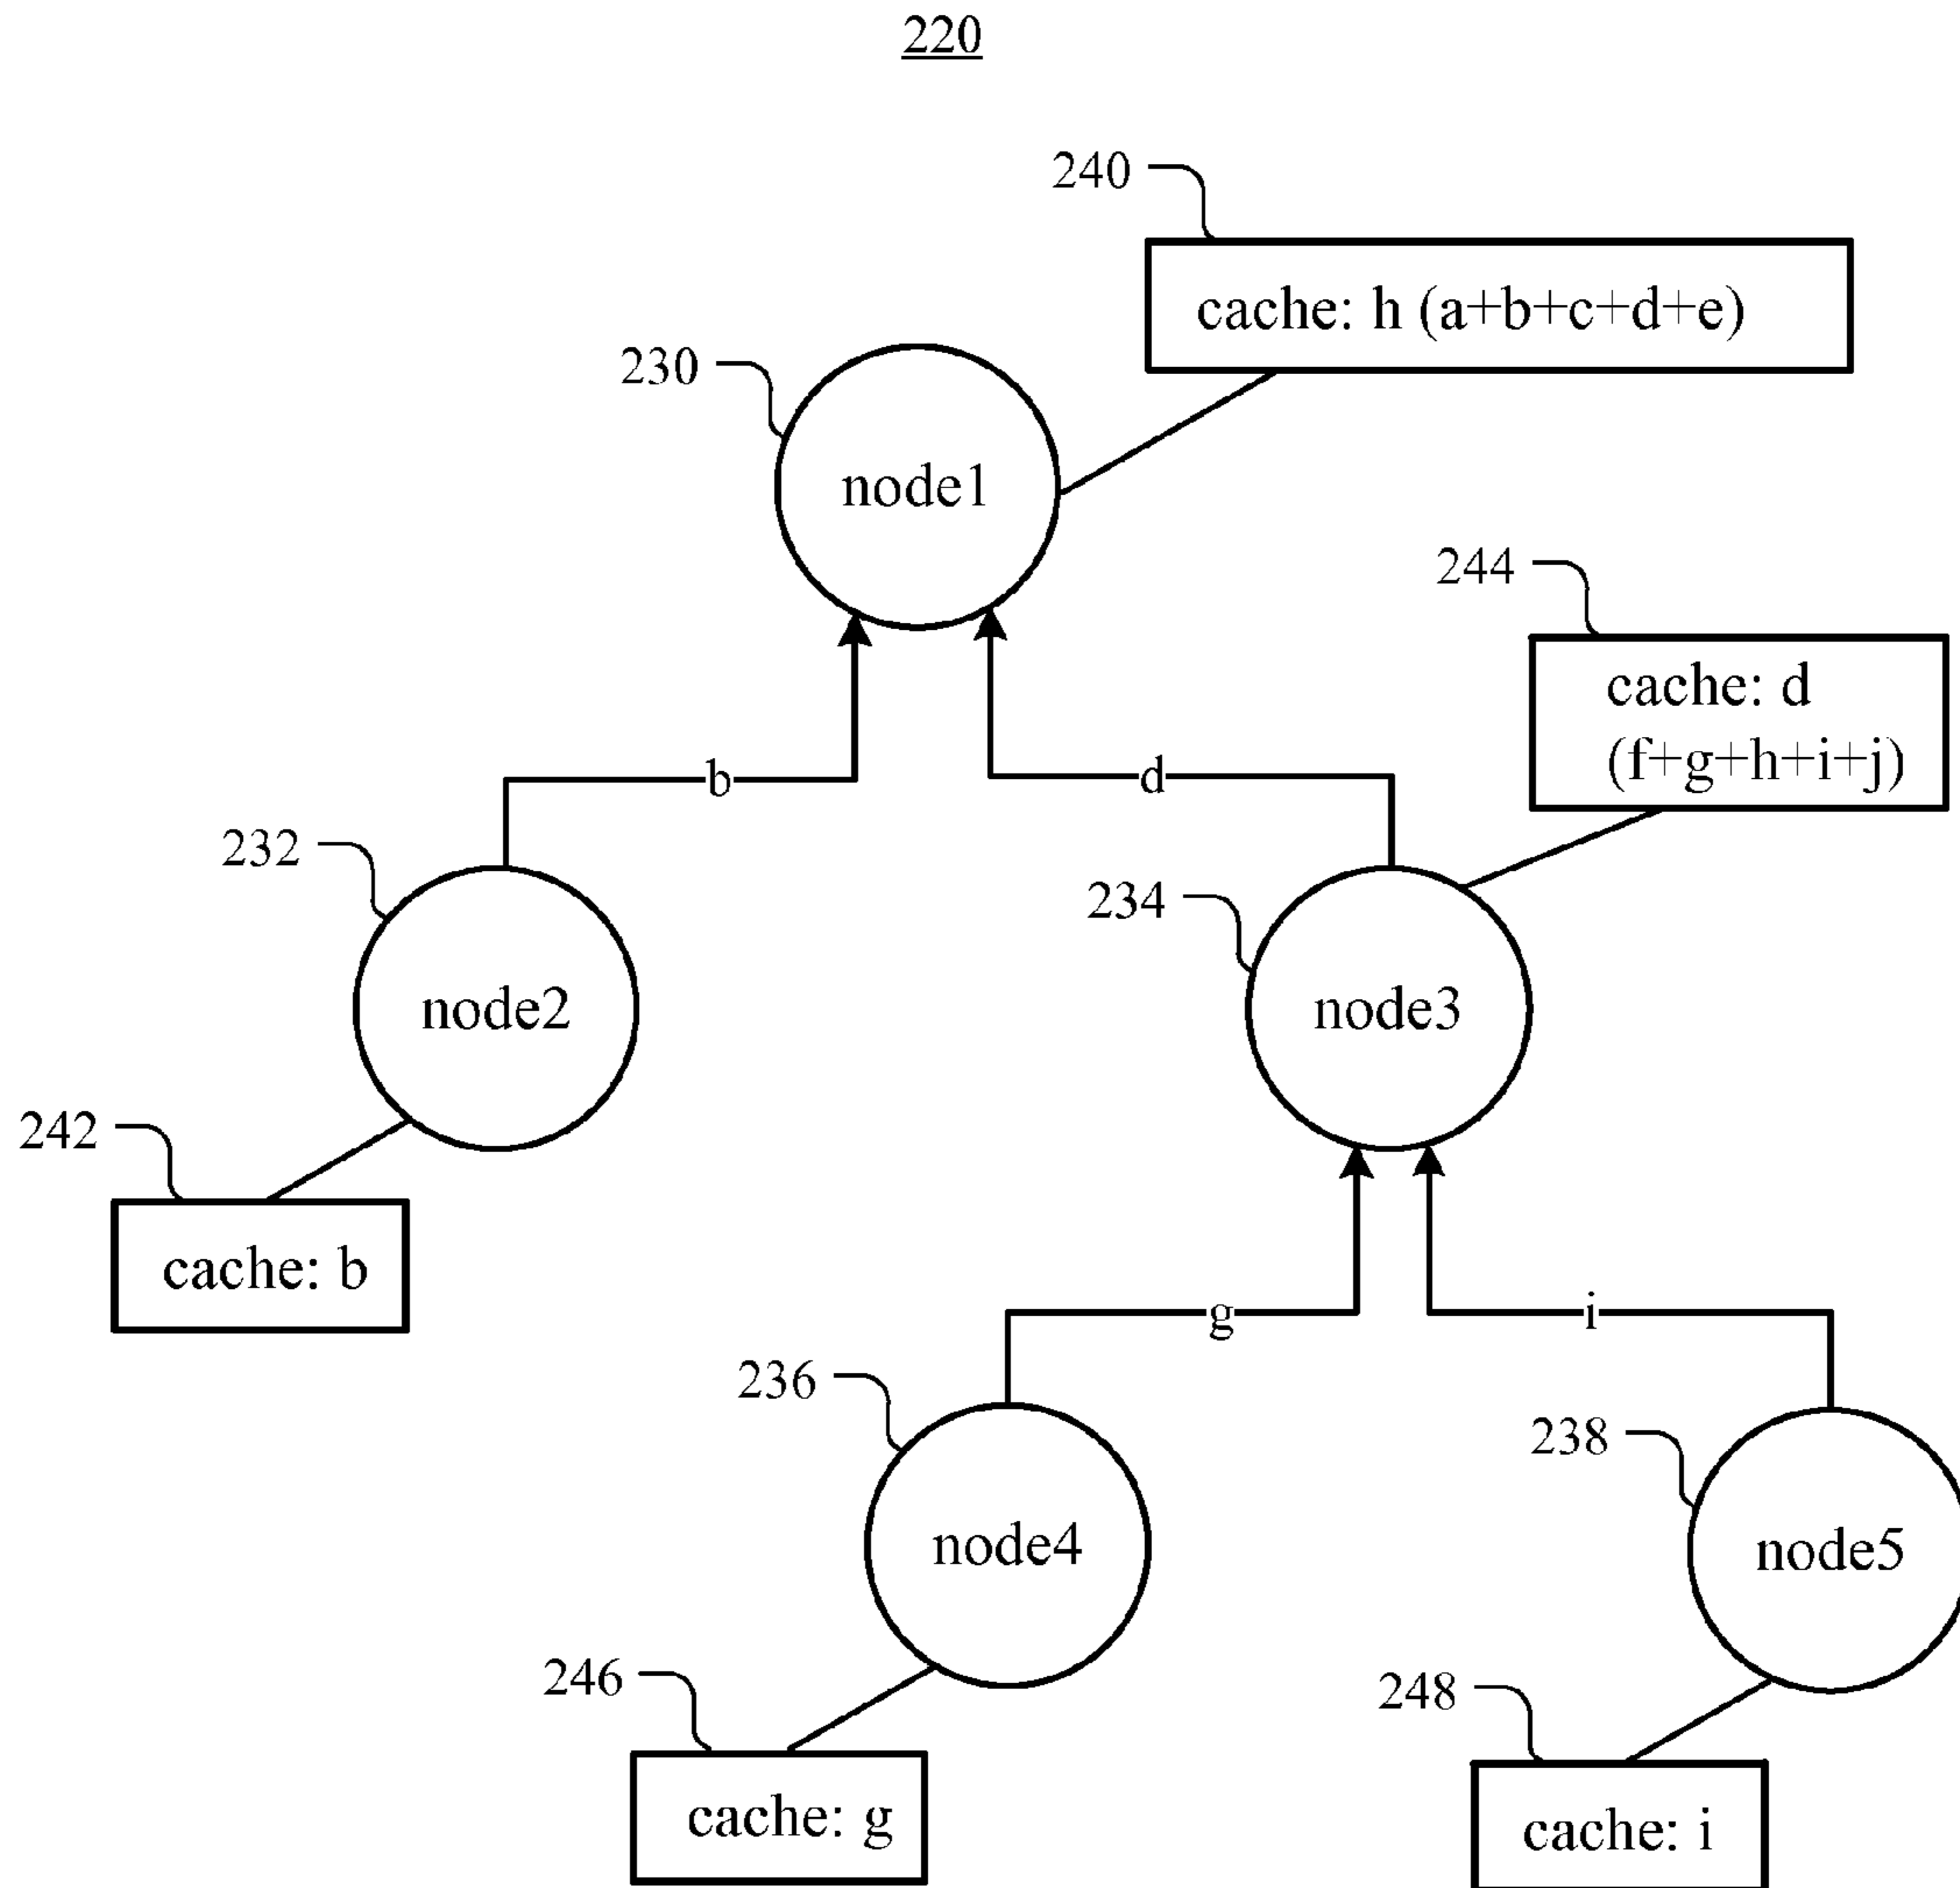 220
240
cache: h (a+b+c+d+e)
230
node1
244
cache: d
(f+g+h+i+j)
b
d
232
234
node2
node3
242
cache: b
g
i
236
238
node4
node5
246
248
cache: g
cache: i